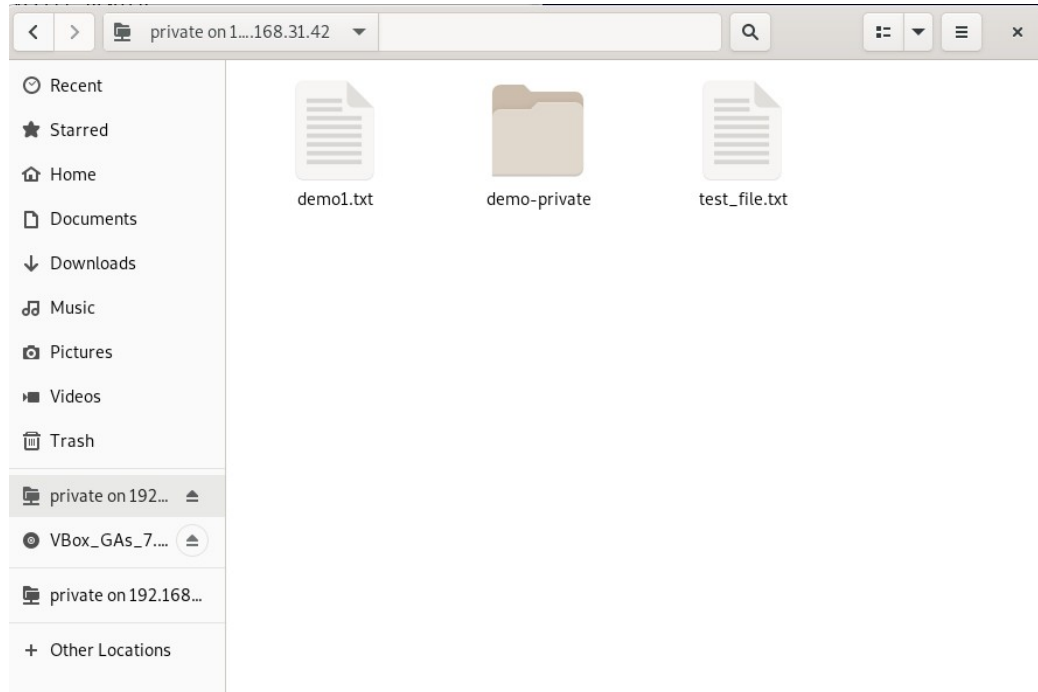 private on 1....168.31.42
Recent
Starred
Home
Documents
Downloads
Music
Pictures
Videos
Trash
private on 192...
VBox_GAs_7....
private on 192.168...
Other Locations
demo1.txt
demo-private
test_file.txt